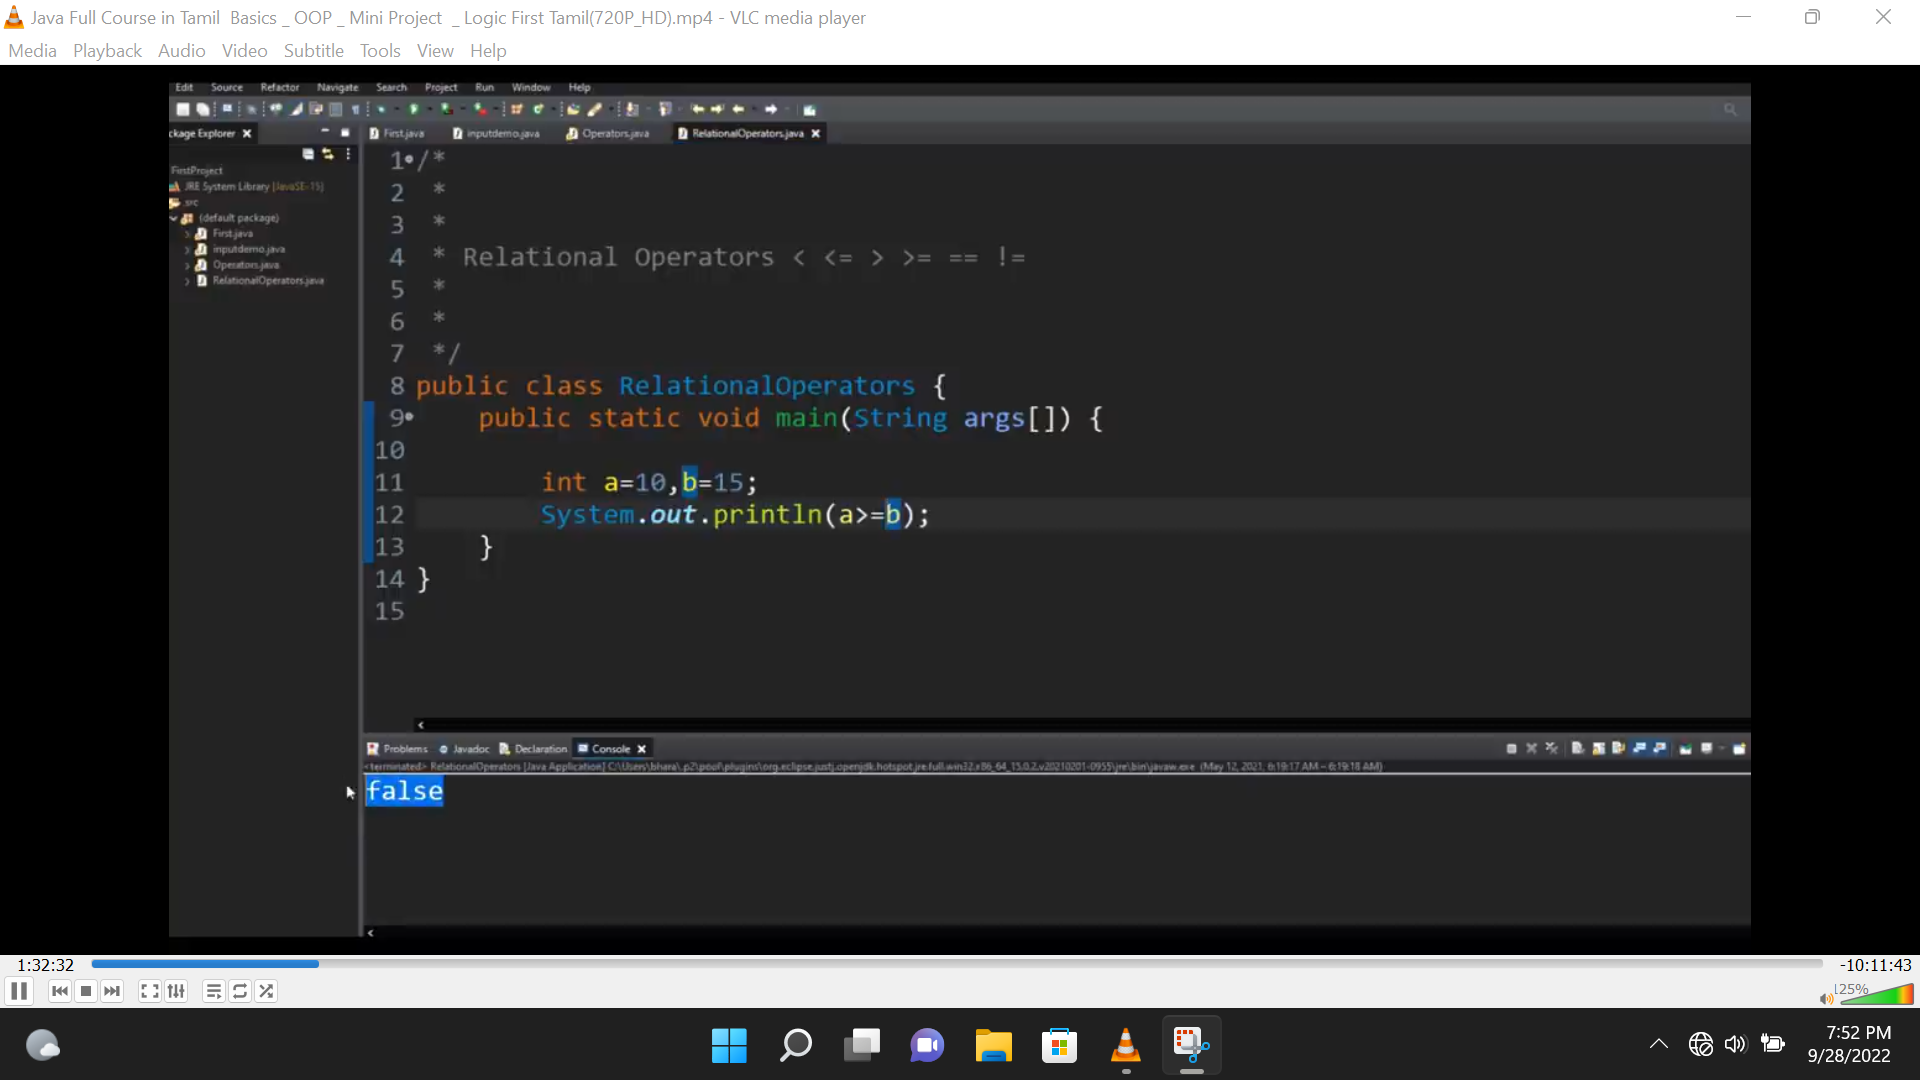 Java Full Course in Tamil  Basics _ OOP _ Mini Project  _ Logic First Tamil(720P_HD).mp4 - VLC media player
Media Playback Audio Video Subtitle Tools View Help
Edit Source Refactor Navigate Search Project Run Window Help
ckage Explorer
First.java inputdemo.java Operators.java RelationalOperators.java
FirstProject
JRE System Library [JavaSE-15]
src
(default package)
First.java
inputdemo.java
Operators.java
RelationalOperators.java
1 /*
2 *
3 *
4 * Relational Operators < <= > >= == !=
5 *
6 *
7 */
8 public class RelationalOperators {
9 public static void main(String args[]) {
10
11 int a=10,b=15;
12 System.out.println(a>=b);
13 }
14 }
15
Problems Javadoc Declaration Console
<terminated> RelationalOperators [Java Application] C:\Users\bhara\.p2\pool\plugins\org.eclipse.justj.openjdk.hotspot.jre.full.win32.x86_64_15.0.2.v20210201-0955\jre\bin\javaw.exe (May 12, 2021, 6:19:17 AM – 6:19:18 AM)
false
1:32:32
-10:11:43
125%
7:52 PM
9/28/2022